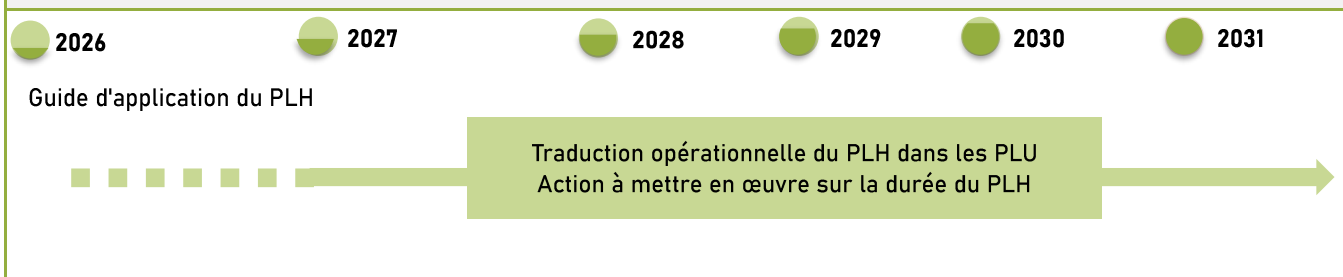 2026
2027
2028
2029
2030
2031
Guide d'application du PLH
Traduction opérationnelle du PLH dans les PLU
Action à mettre en œuvre sur la durée du PLH